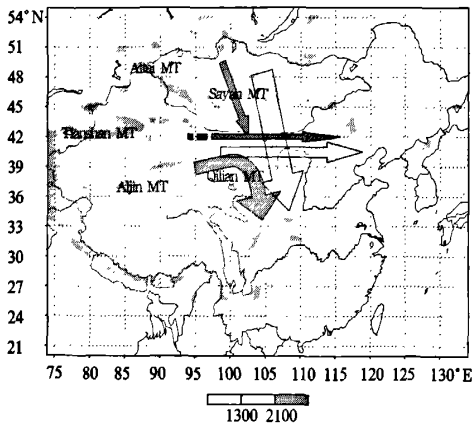 54°N
51
48
45
42
39
36
33
30
27
24
21
Altai MT
Sayan MT
Tianshan MT
Aljin MT
Qilian MT
74 80 85 90 95 100 105 110 115 120 125 130°E
1300 2100